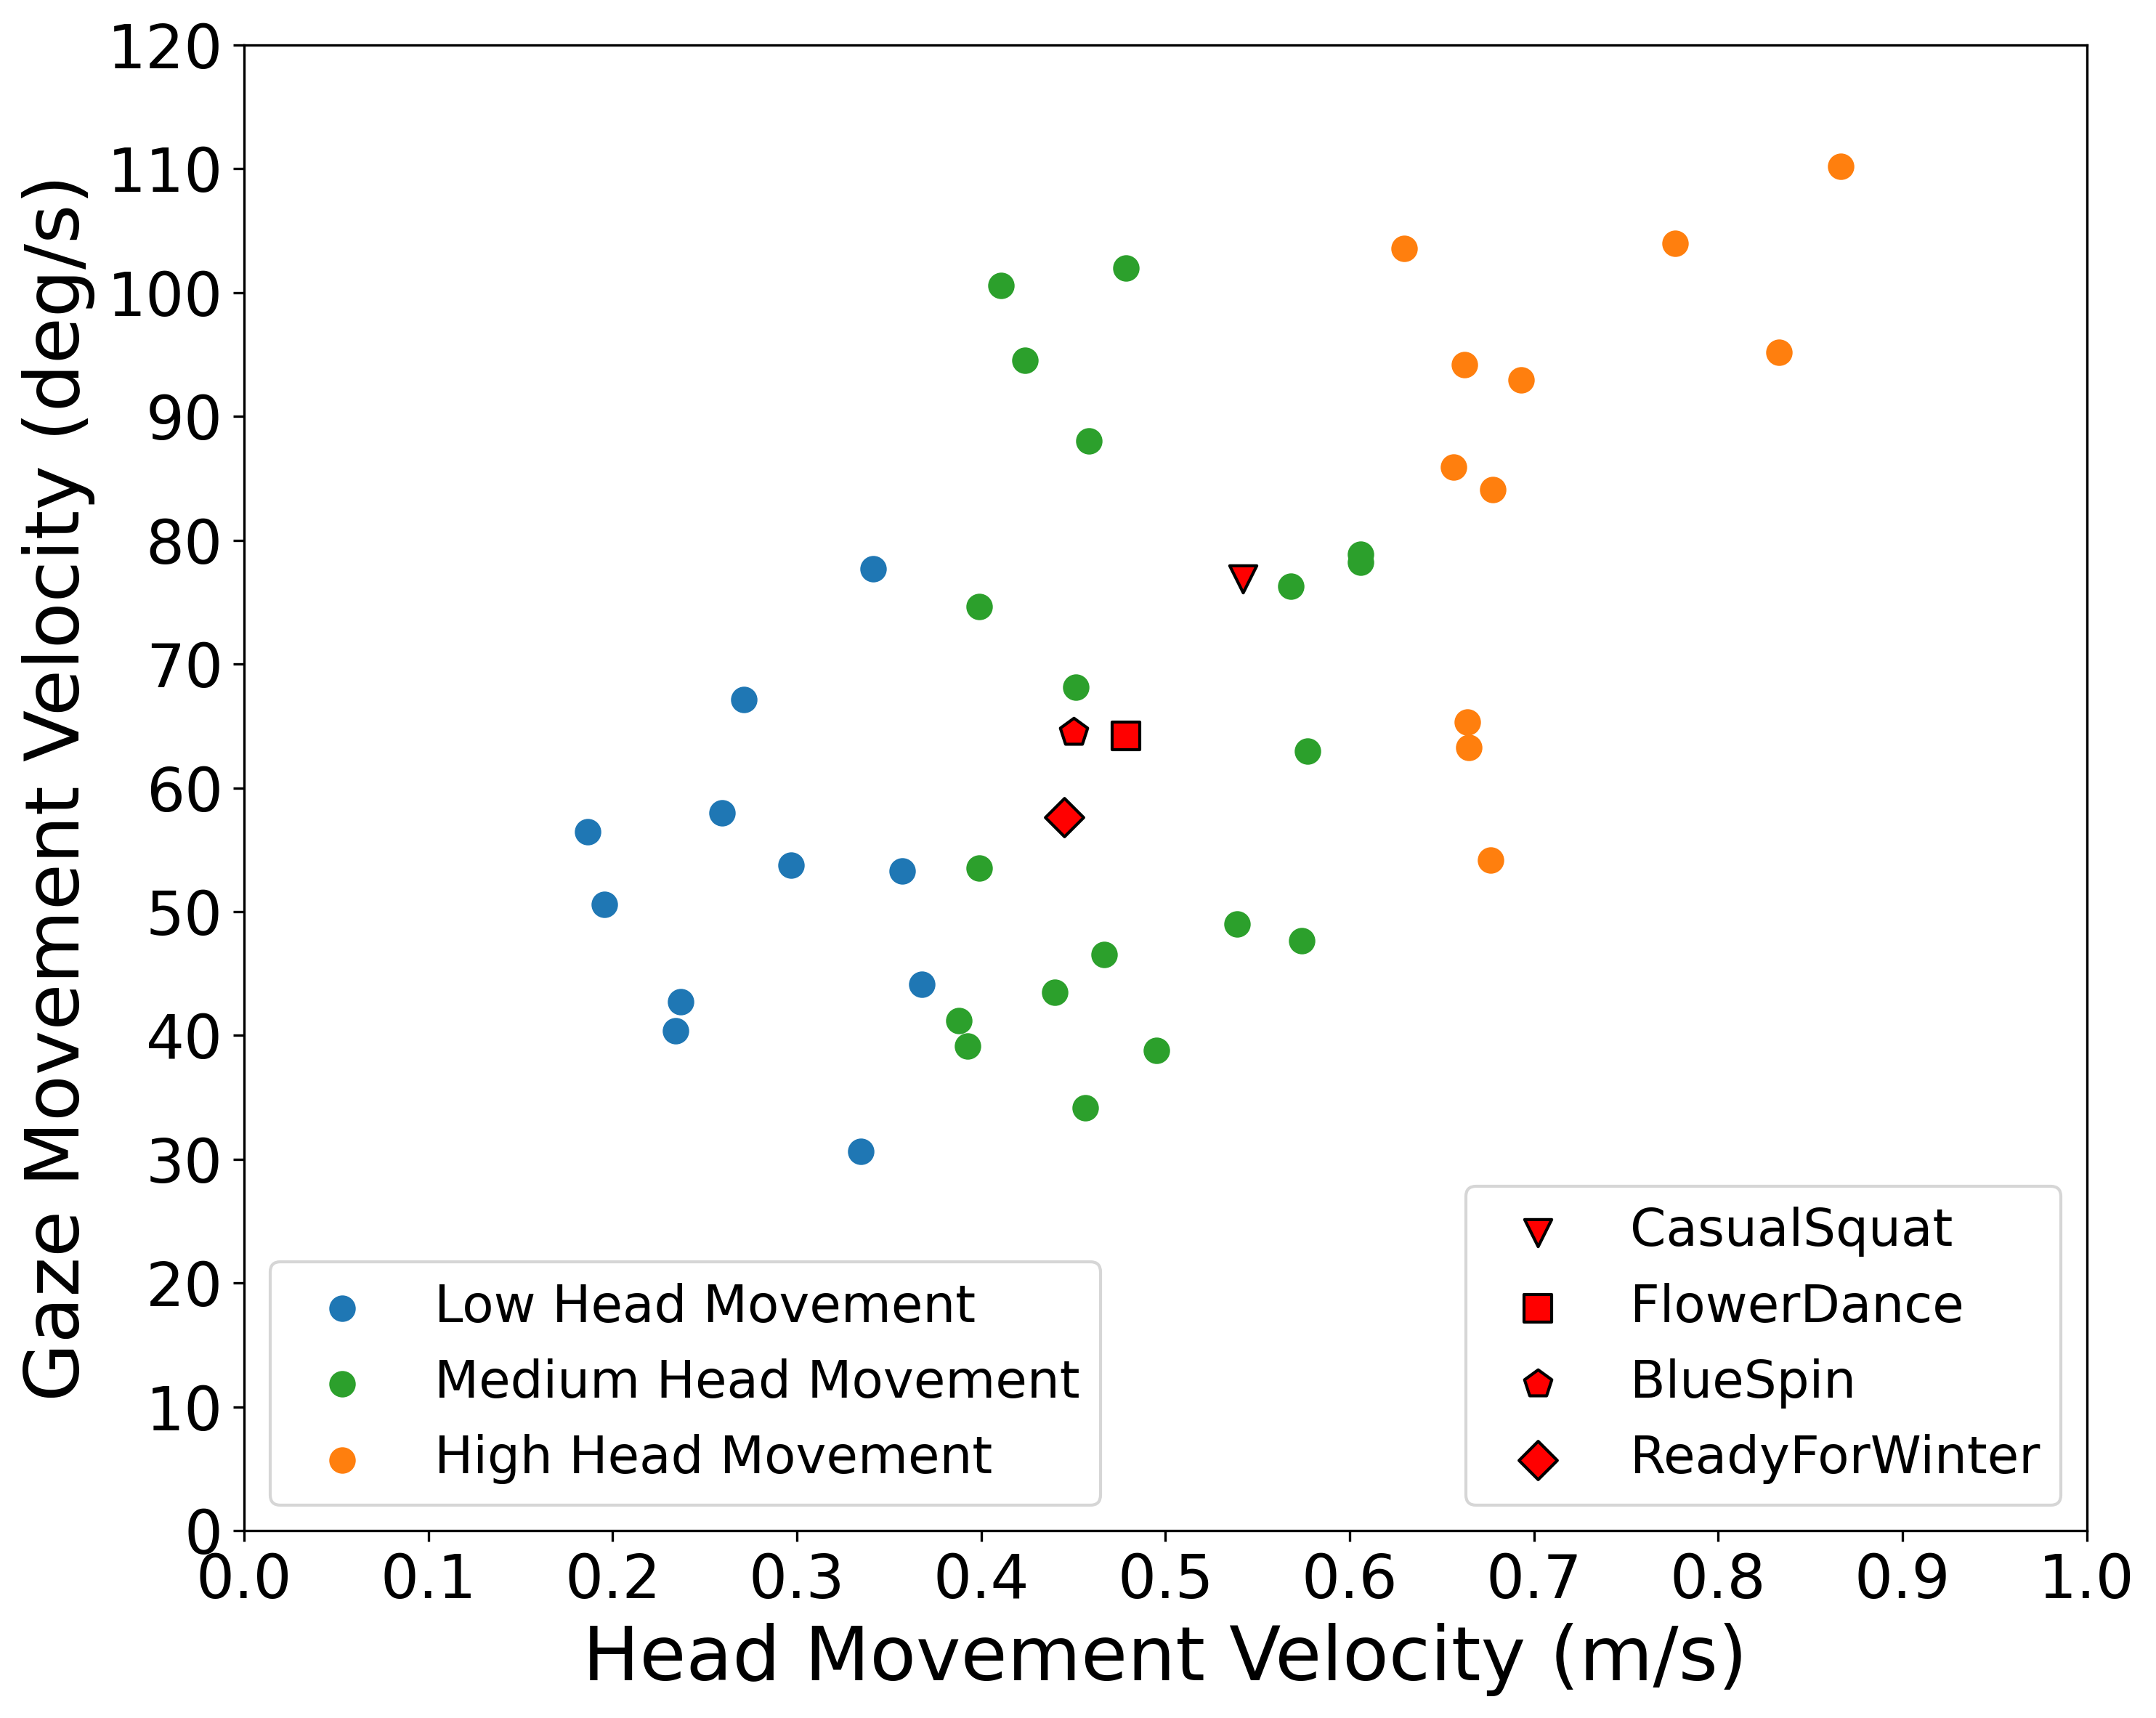 120
110
100
90
80
70
60
50
40
30
20
10
0
Gaze Movement Velocity (deg/s)
Low Head Movement
Medium Head Movement
High Head Movement
CasualSquat
FlowerDance
BlueSpin
ReadyForWinter
0.0 0.1 0.2 0.3 0.4 0.5 0.6 0.7 0.8 0.9 1.0
Head Movement Velocity (m/s)